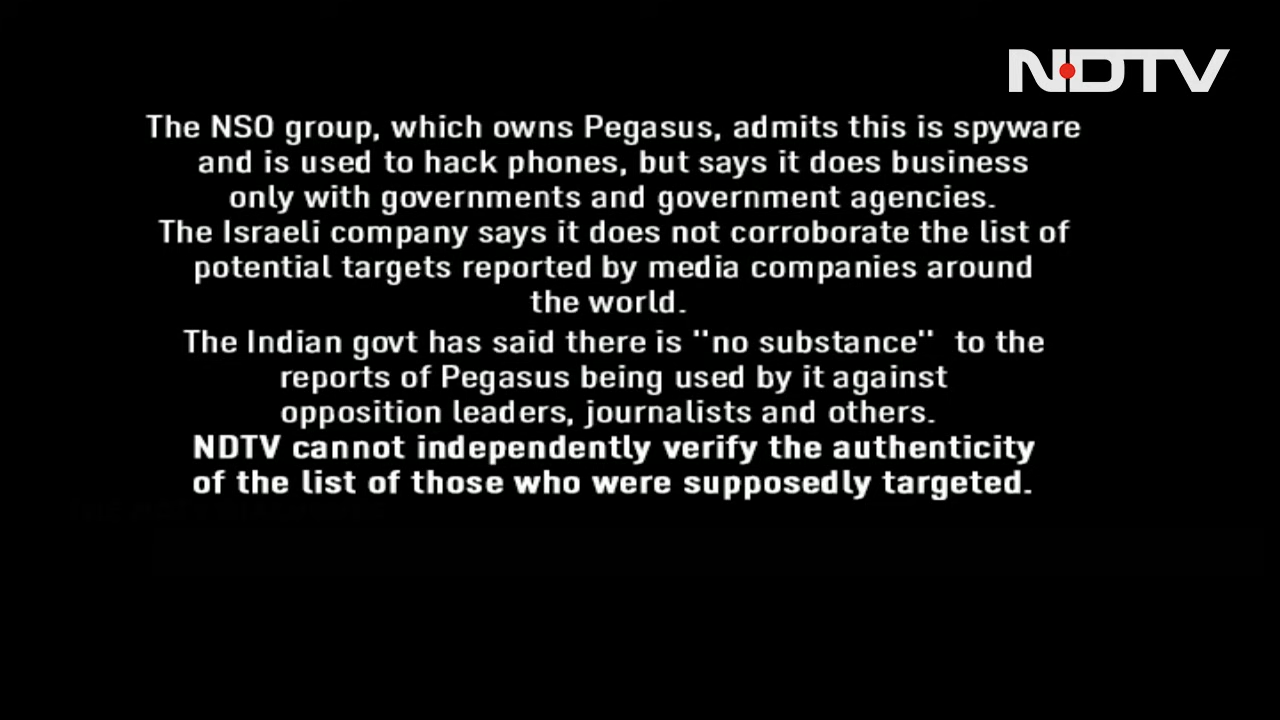 NDTV
The NSO group, which owns Pegasus, admits this is spyware
and is used to hack phones, but says it does business
only with governments and government agencies.
The Israeli company says it does not corroborate the list of
potential targets reported by media companies around
the world.
The Indian govt has said there is "no substance"  to the
reports of Pegasus being used by it against
opposition leaders, journalists and others.
NDTV cannot independently verify the authenticity
of the list of those who were supposedly targeted.